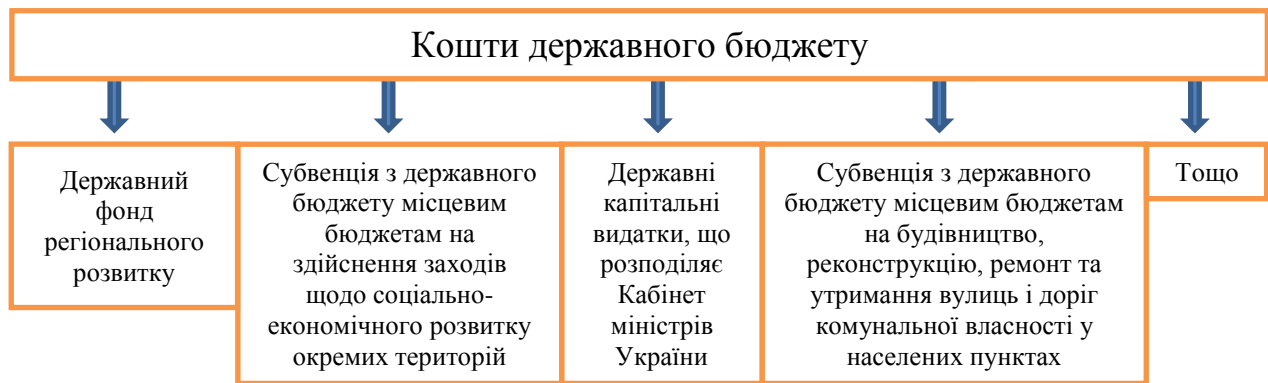 Кошти державного бюджету
Державний
фонд
регіонального
розвитку
Субвенція з державного
бюджету місцевим
бюджетам на
здійснення заходів
щодо соціально-
економічного розвитку
окремих територій
Державні
капітальні
видатки, що
розподіляє
Кабінет
міністрів
України
Субвенція з державного
бюджету місцевим бюджетам
на будівництво,
реконструкцію, ремонт та
утримання вулиць і доріг
комунальної власності у
населених пунктах
Тощо